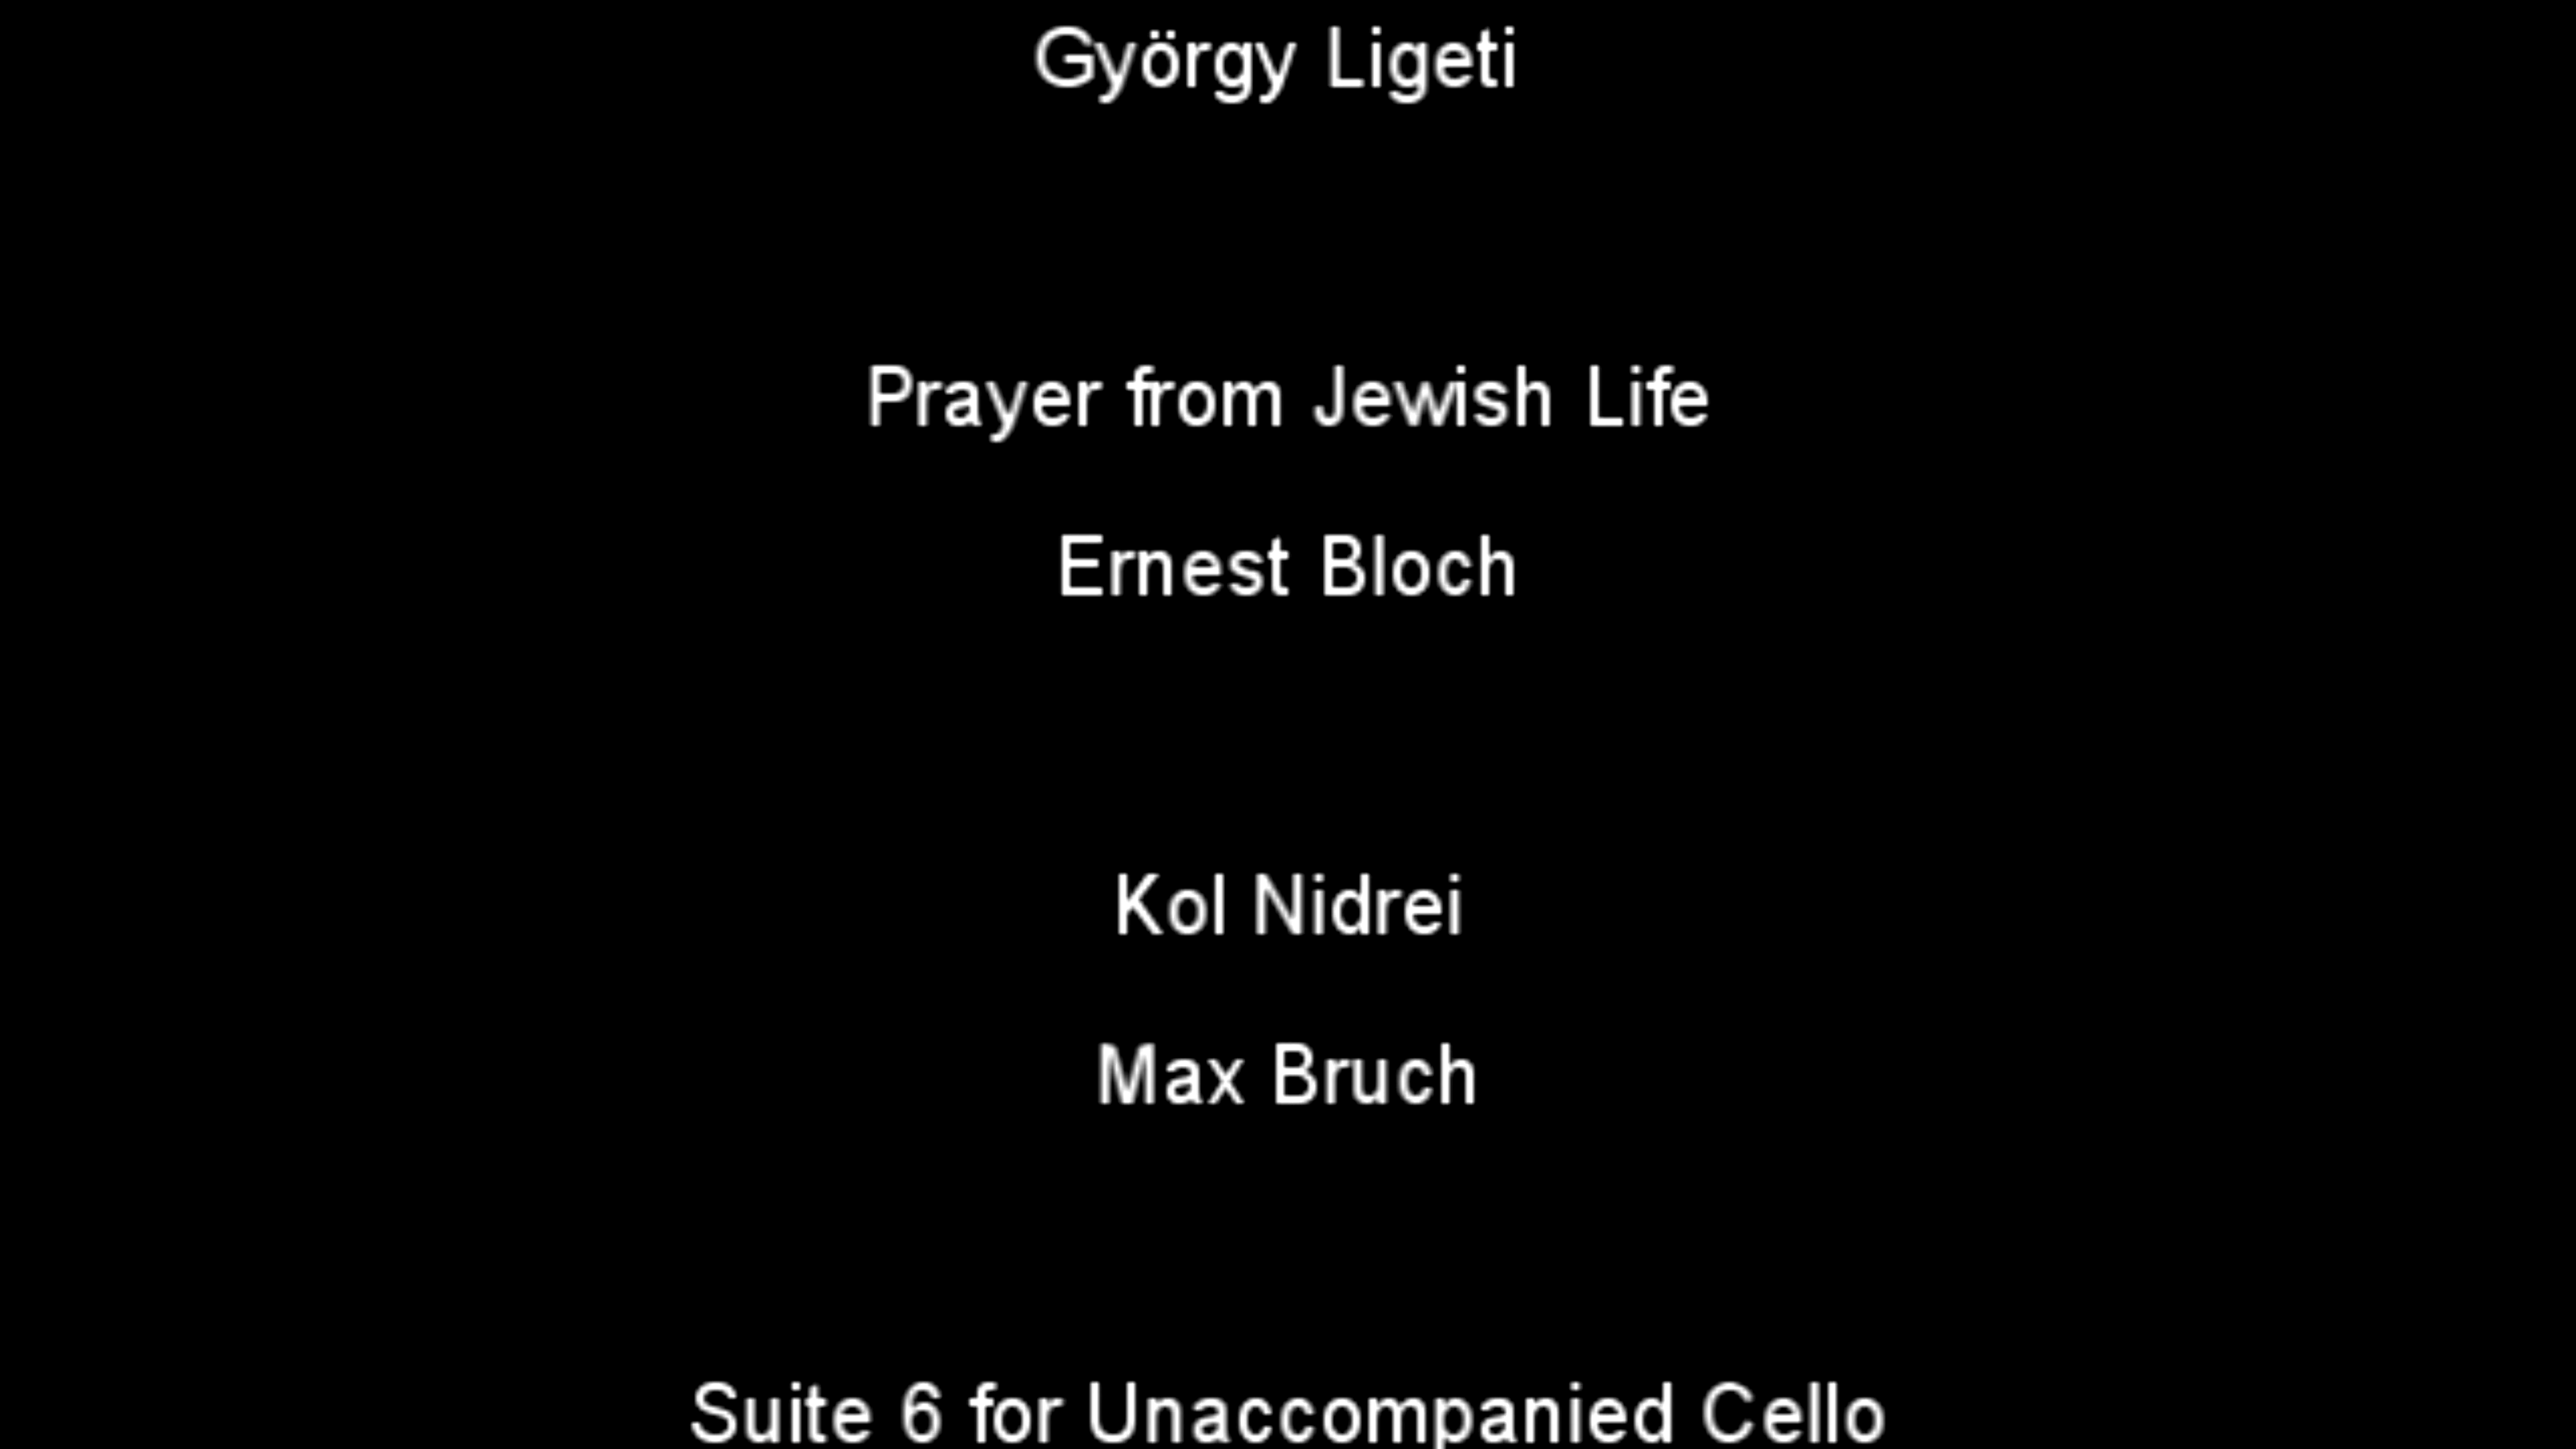 György Ligeti
Prayer from Jewish Life
Ernest Bloch
Kol Nidrei
Max Bruch
Suite 6 for Unaccompanied Cello